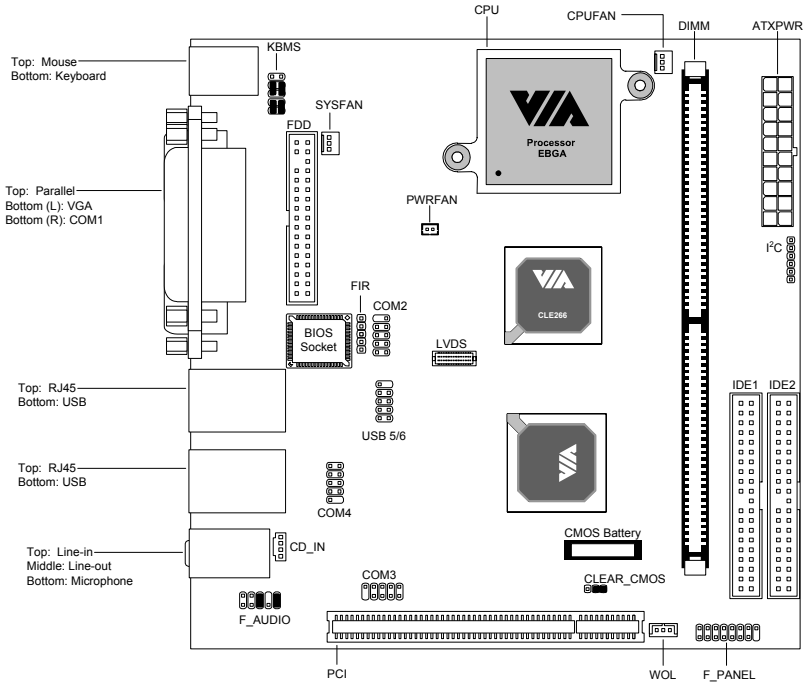 CPU
CPUFAN
DIMM
ATXPWR
KBMS
Top: Mouse
Bottom: Keyboard
SYSFAN
FDD
VIA
Processor
EBGA
Top: Parallel
Bottom (L): VGA
Bottom (R): COM1
PWRFAN
I²C
FIR
COM2
VIA
CLE266
BIOS
Socket
LVDS
Top: RJ45
Bottom: USB
IDE1
IDE2
USB 5/6
VIA
Top: RJ45
Bottom: USB
COM4
CMOS Battery
Top: Line-in
Middle: Line-out
Bottom: Microphone
CD_IN
COM3
CLEAR_CMOS
F_AUDIO
PCI
WOL
F_PANEL